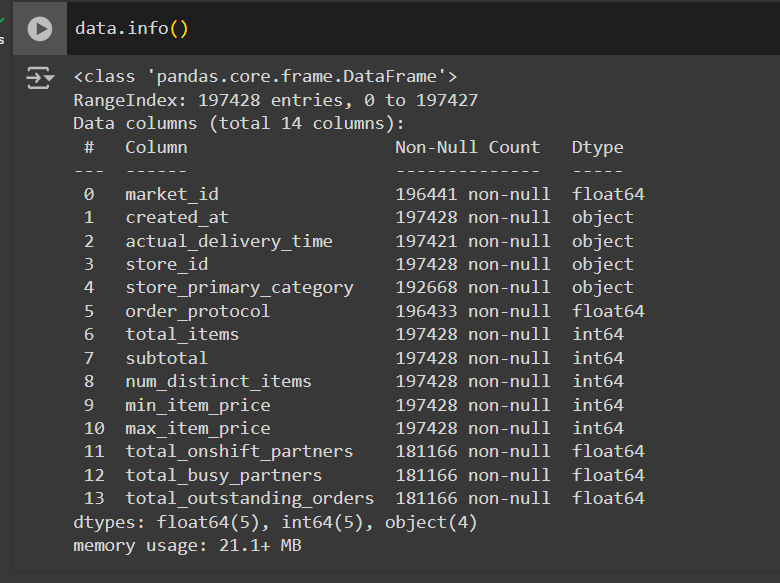 s
data.info()
<class 'pandas.core.frame.DataFrame'>
RangeIndex: 197428 entries, 0 to 197427
Data columns (total 14 columns):
 #   Column                    Non-Null Count   Dtype
---  ------                    --------------   -----
 0   market_id                 196441 non-null  float64
 1   created_at                197428 non-null  object
 2   actual_delivery_time      197421 non-null  object
 3   store_id                  197428 non-null  object
 4   store_primary_category    192668 non-null  object
 5   order_protocol            196433 non-null  float64
 6   total_items               197428 non-null  int64
 7   subtotal                  197428 non-null  int64
 8   num_distinct_items        197428 non-null  int64
 9   min_item_price            197428 non-null  int64
 10  max_item_price            197428 non-null  int64
 11  total_onshift_partners    181166 non-null  float64
 12  total_busy_partners       181166 non-null  float64
 13  total_outstanding_orders  181166 non-null  float64
dtypes: float64(5), int64(5), object(4)
memory usage: 21.1+ MB